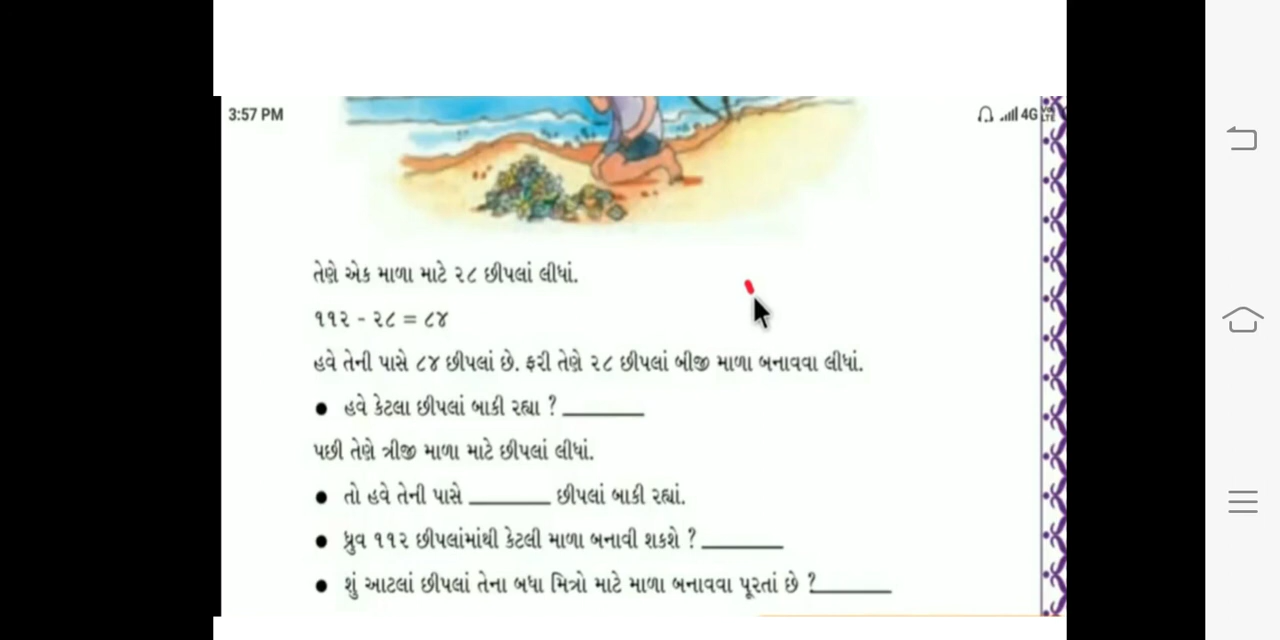 3:57 PM
4G
તેણે એક માળા માટે ૨૮ છીપલાં લીધાં.
૧૧૨ - ૨૮ = ૮૪
હવે તેની પાસે ૮૪ છીપલાં છે. ફરી તેણે ૨૮ છીપલાં બીજી માળા બનાવવા લીધાં.
● હવે કેટલા છીપલાં બાકી રહ્યા ? ________
પછી તેણે ત્રીજી માળા માટે છીપલાં લીધાં.
● તો હવે તેની પાસે ________ છીપલાં બાકી રહ્યાં.
● ધ્રુવ ૧૧૨ છીપલાંમાંથી કેટલી માળા બનાવી શકશે ? ________
● શું આટલાં છીપલાં તેના બધા મિત્રો માટે માળા બનાવવા પૂરતાં છે ? ________